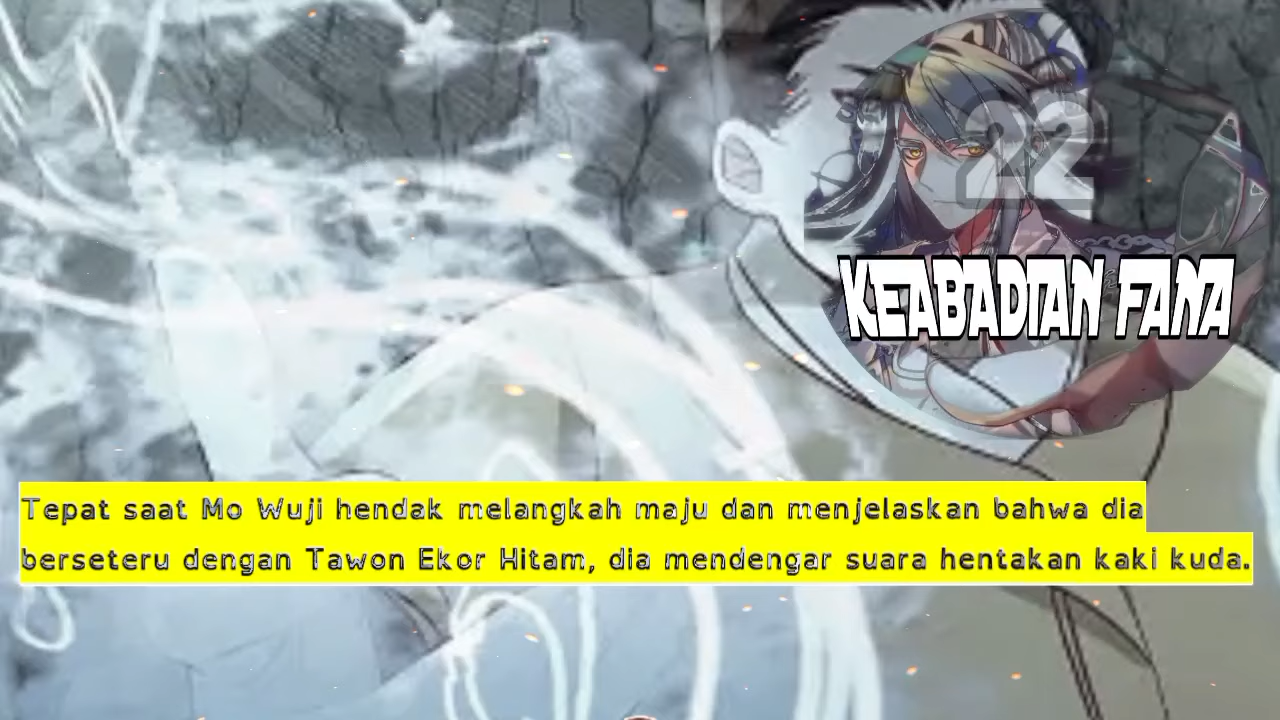 22
KEABADIAN FANA
Tepat saat Mo Wuji hendak melangkah maju dan menjelaskan bahwa dia
berseteru dengan Tawon Ekor Hitam, dia mendengar suara hentakan kaki kuda.